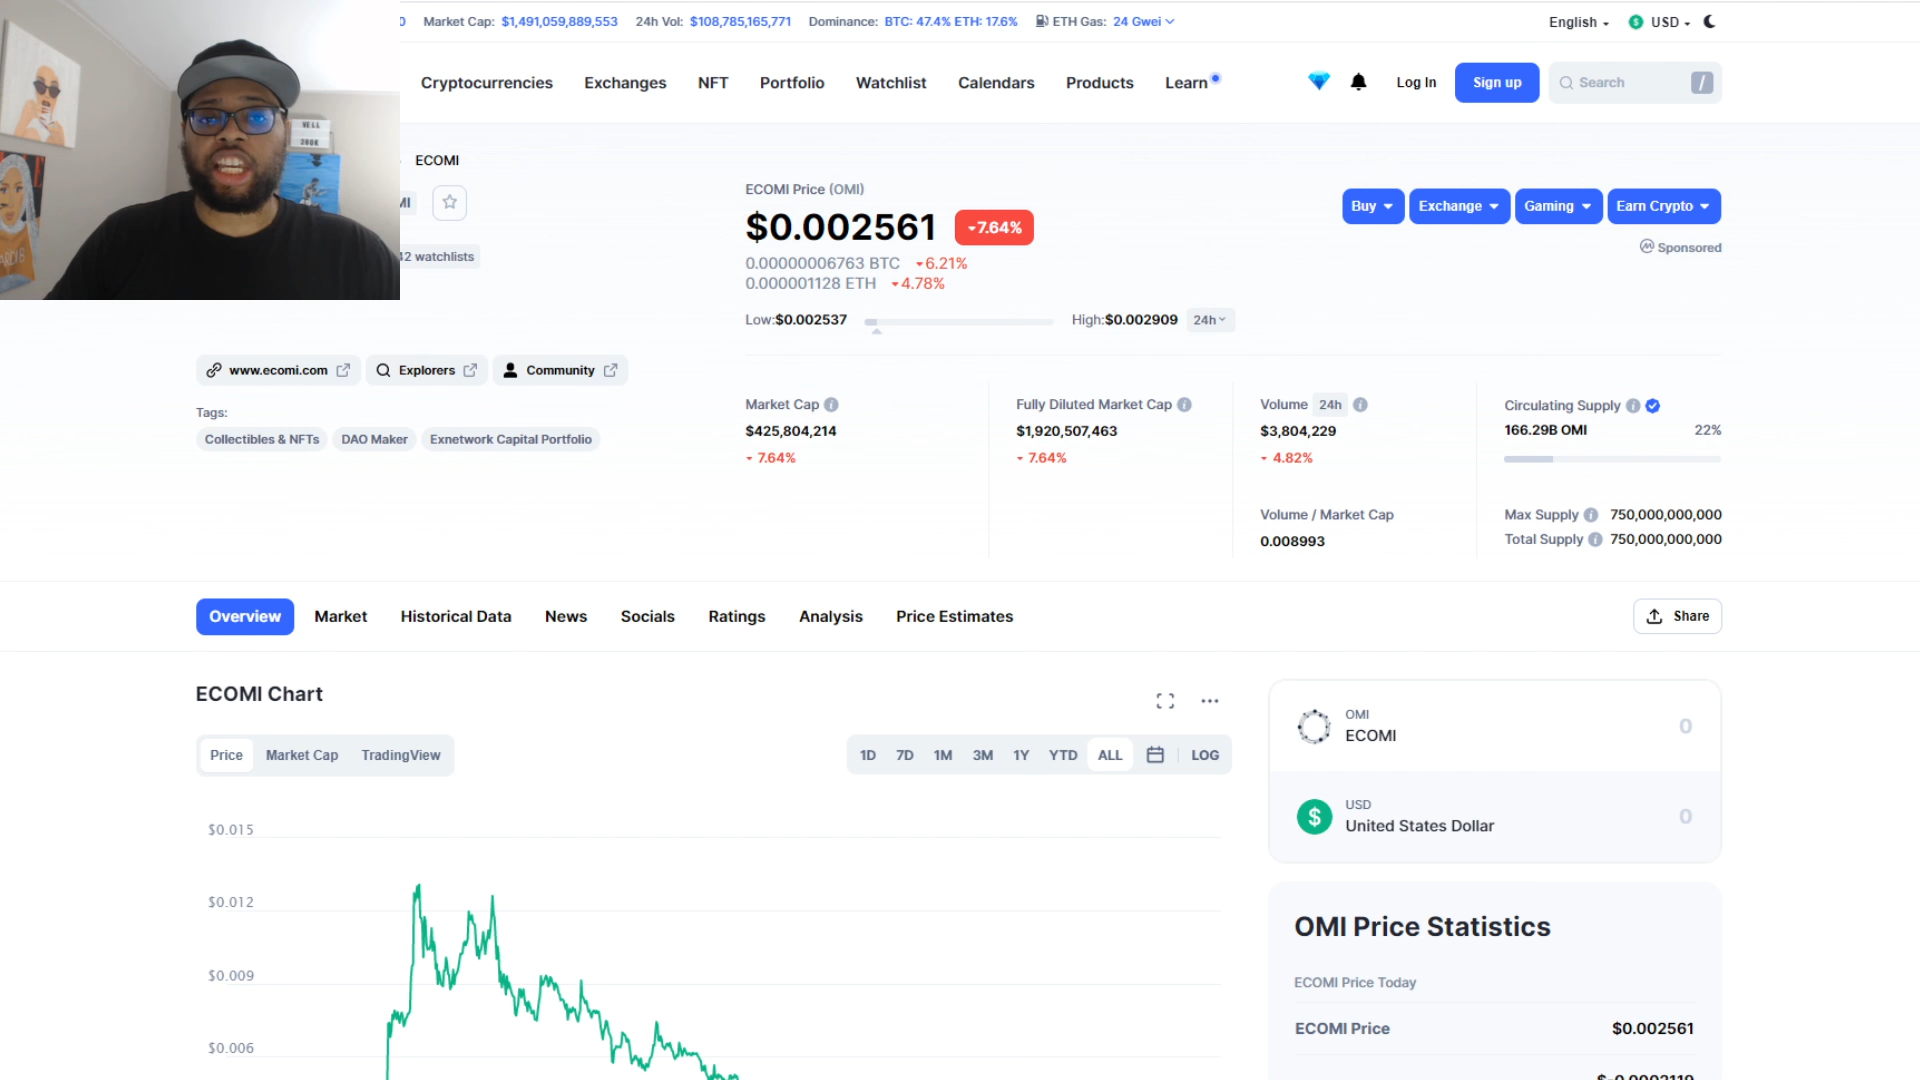 0 Market Cap: $1,491,059,889,553 24h Vol: $108,785,165,771 Dominance: BTC: 47.4% ETH: 17.6% ETH Gas: 24 Gwei English USD
Cryptocurrencies Exchanges NFT Portfolio Watchlist Calendars Products Learn Log In Sign up Search /
VELL
200K
ECOMI
MI
42 watchlists
ECOMI Price (OMI)
$0.002561 7.64%
0.00000006763 BTC 6.21%
0.000001128 ETH 4.78%
Low:$0.002537 High:$0.002909 24h
Buy Exchange Gaming Earn Crypto
Sponsored
www.ecomi.com Explorers Community
Tags:
Collectibles & NFTs DAO Maker Exnetwork Capital Portfolio
Market Cap
$425,804,214
7.64%
Fully Diluted Market Cap
$1,920,507,463
7.64%
Volume 24h
$3,804,229
4.82%
Volume / Market Cap
0.008993
Circulating Supply
166.29B OMI 22%
Max Supply 750,000,000,000
Total Supply 750,000,000,000
Overview Market Historical Data News Socials Ratings Analysis Price Estimates Share
ECOMI Chart
Price Market Cap TradingView 1D 7D 1M 3M 1Y YTD ALL LOG
$0.015
$0.012
$0.009
$0.006
OMI
ECOMI 0
USD
United States Dollar 0
OMI Price Statistics
ECOMI Price Today
ECOMI Price $0.002561